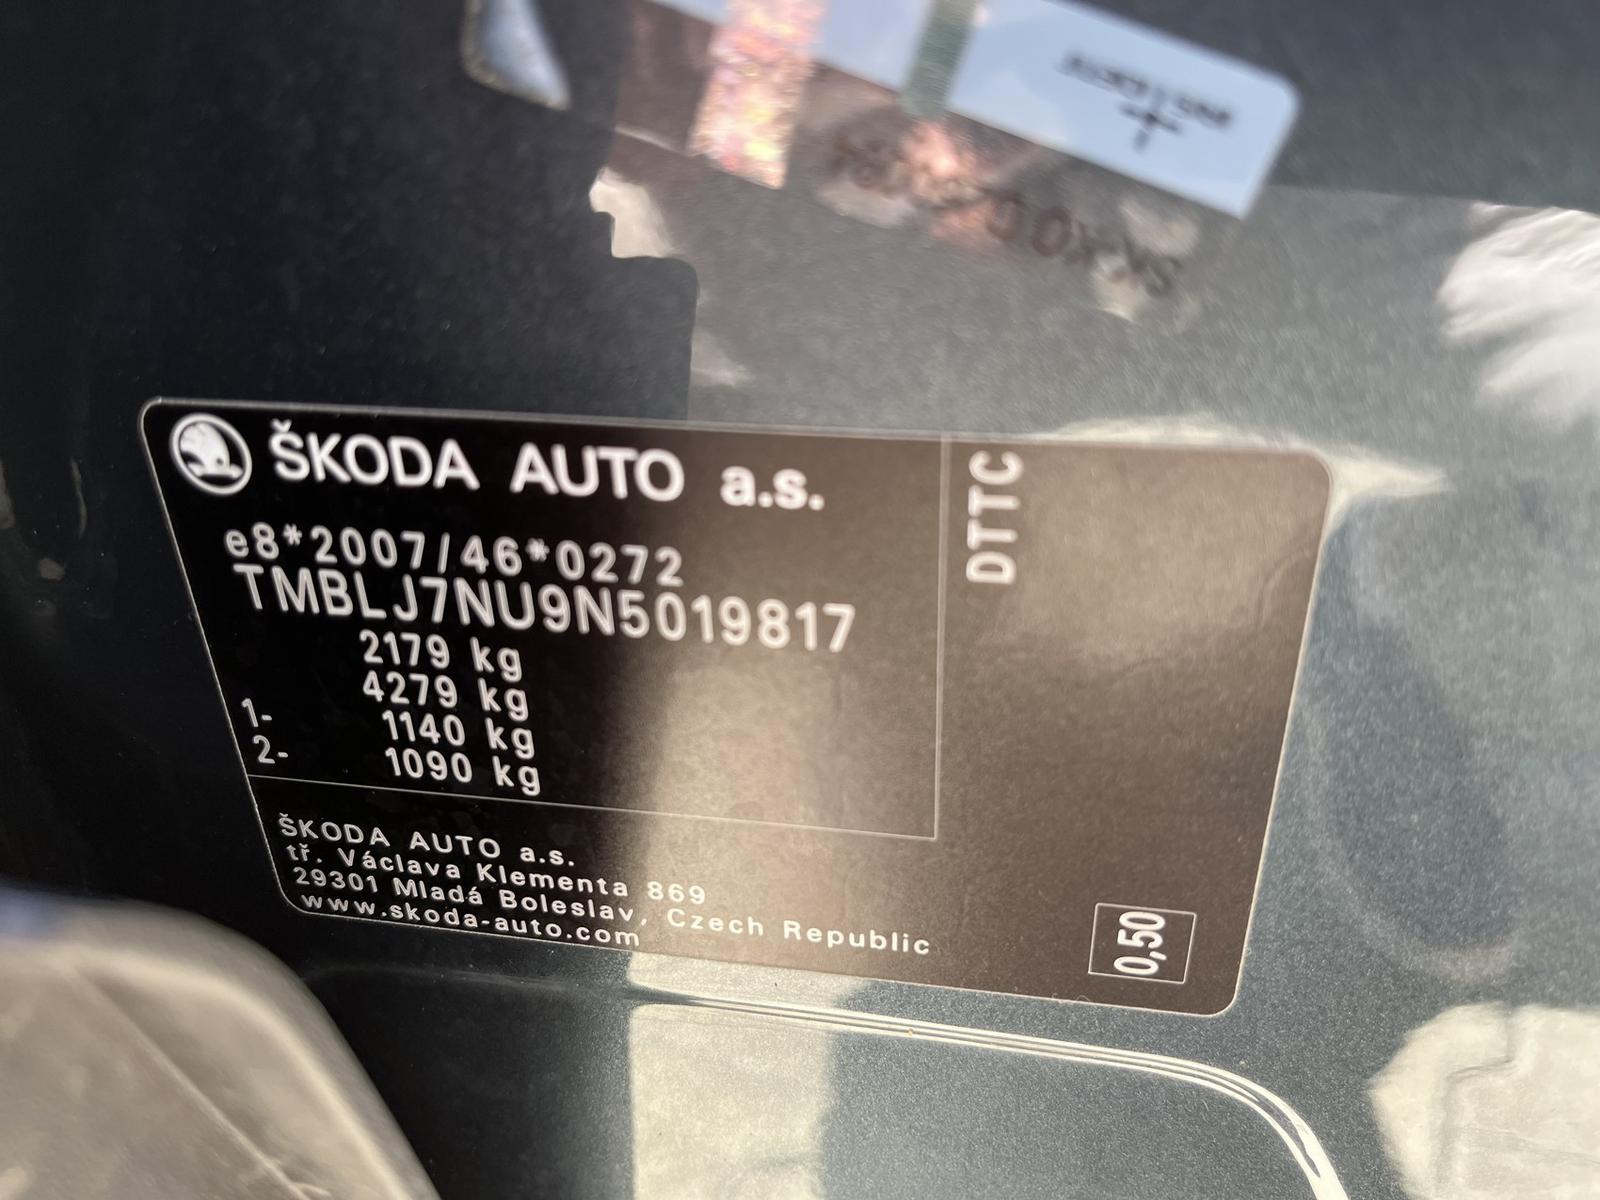 ŠKODA AUTO a.s.
e8*2007/46*0272
TMBLJ7NU9N5019817
2179 kg
4279 kg
1- 1140 kg
2- 1090 kg
DTTC
ŠKODA AUTO a.s.
tř. Václava Klementa 869
29301 Mladá Boleslav, Czech Republic
www.skoda-auto.com
0,50